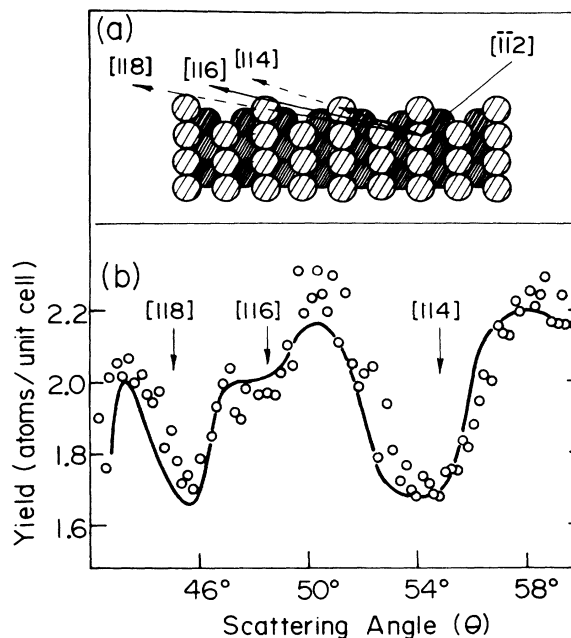 (a)
[118] [116] [114] [1̄1̄2]
(b)
[118] [116] [114]
Yield (atoms/unit cell)
2.2
2.0
1.8
1.6
46° 50° 54° 58°
Scattering Angle (θ)